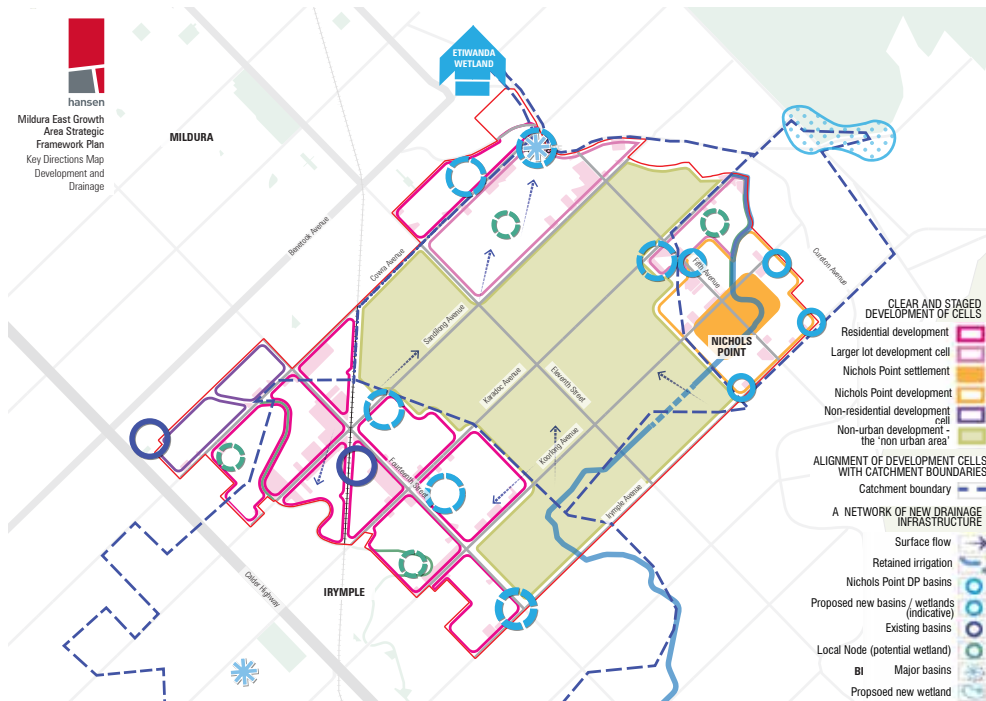 hansen
Mildura East Growth
Area Strategic
Framework Plan
Key Directions Map
Development and
Drainage
MILDURA
ETIWANDA
WETLAND
Benetook Avenue
Cowra Avenue
Sandilong Avenue
Karadoc Avenue
Eleventh Street
Koorlong Avenue
Irymple Avenue
Fourteenth Street
Fifth Avenue
Cureton Avenue
Calder Highway
NICHOLS
POINT
IRYMPLE
CLEAR AND STAGED
DEVELOPMENT OF CELLS
Residential development
Larger lot development cell
Nichols Point settlement
Nichols Point development
Non-residential development
cell
Non-urban development -
the 'non urban area'
ALIGNMENT OF DEVELOPMENT CELLS
WITH CATCHMENT BOUNDARIES
Catchment boundary
A NETWORK OF NEW DRAINAGE
INFRASTRUCTURE
Surface flow
Retained irrigation
Nichols Point DP basins
Proposed new basins / wetlands
(indicative)
Existing basins
Local Node (potential wetland)
BI Major basins
Propsoed new wetland